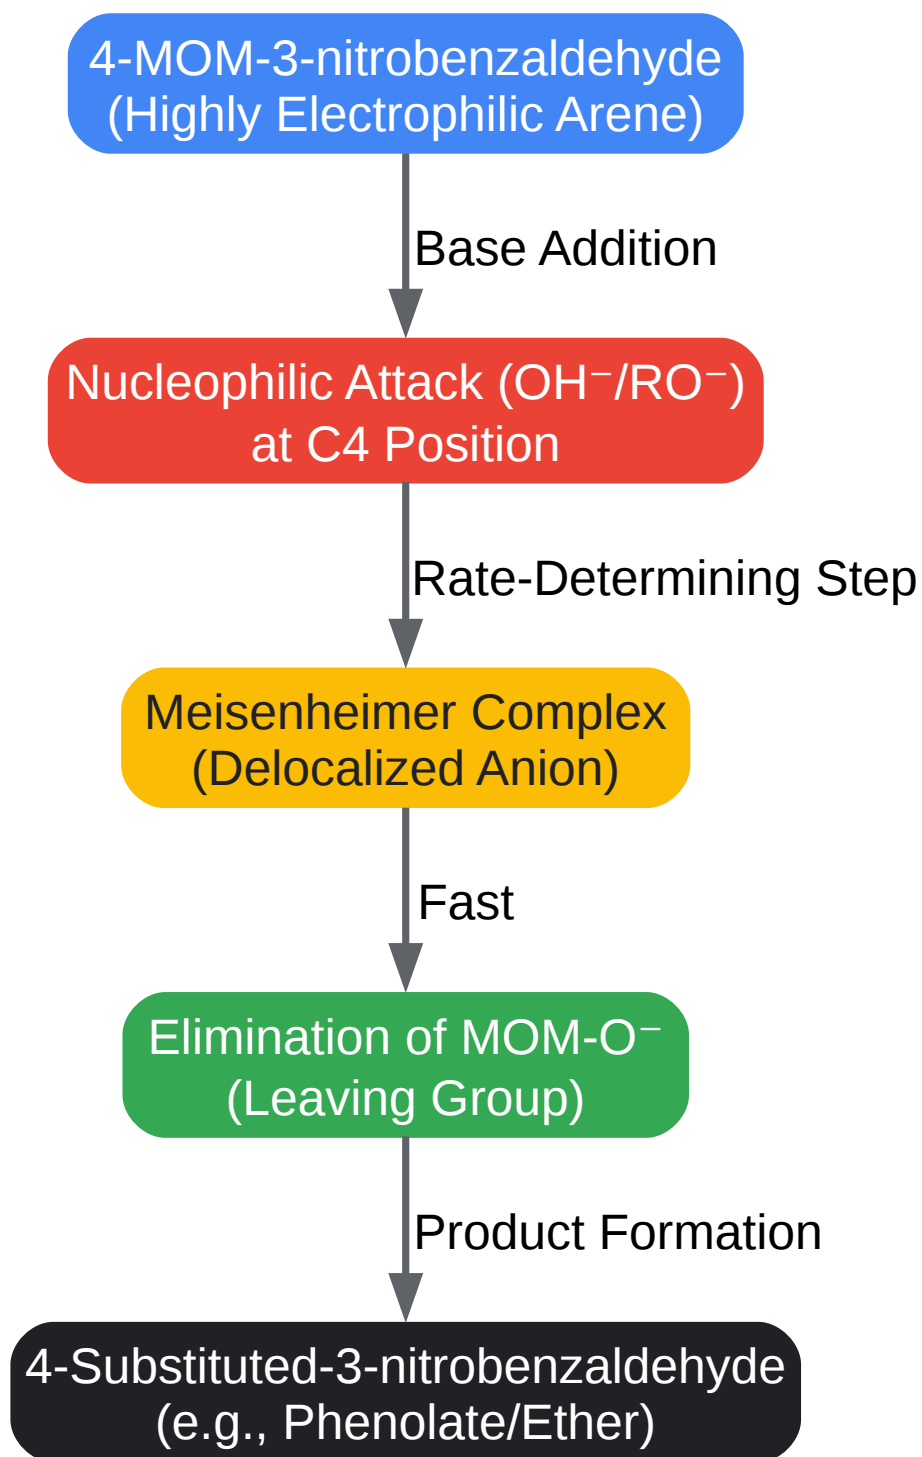 4-MOM-3-nitrobenzaldehyde
(Highly Electrophilic Arene)
Base Addition
Nucleophilic Attack (OH⁻/RO⁻)
at C4 Position
Rate-Determining Step
Meisenheimer Complex
(Delocalized Anion)
Fast
Elimination of MOM-O⁻
(Leaving Group)
Product Formation
4-Substituted-3-nitrobenzaldehyde
(e.g., Phenolate/Ether)